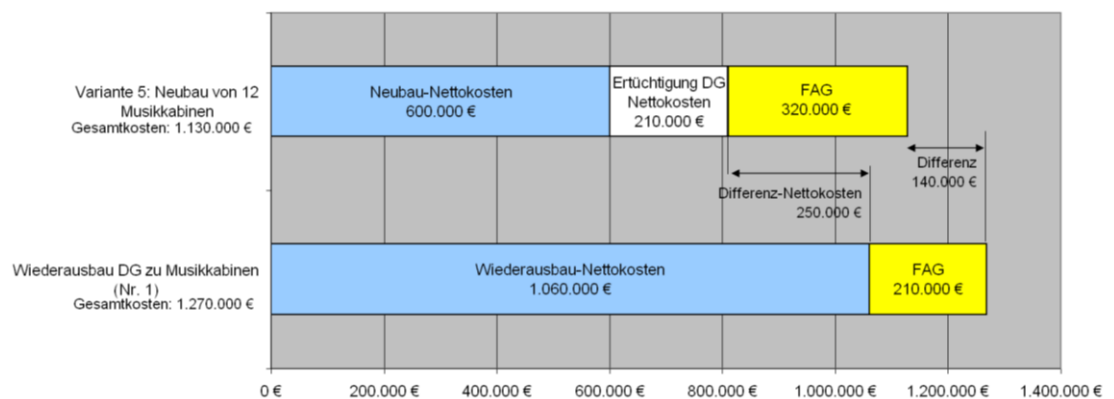 Variante 5: Neubau von 12
Musikkabinen
Gesamtkosten: 1.130.000 €
Neubau-Nettokosten
600.000 €
Ertüchtigung DG
Nettokosten
210.000 €
FAG
320.000 €
Differenz
140.000 €
Differenz-Nettokosten
250.000 €
Wiederausbau DG zu Musikkabinen
(Nr. 1)
Gesamtkosten: 1.270.000 €
Wiederausbau-Nettokosten
1.060.000 €
FAG
210.000 €
0 € 200.000 € 400.000 € 600.000 € 800.000 € 1.000.000 € 1.200.000 € 1.400.000 €